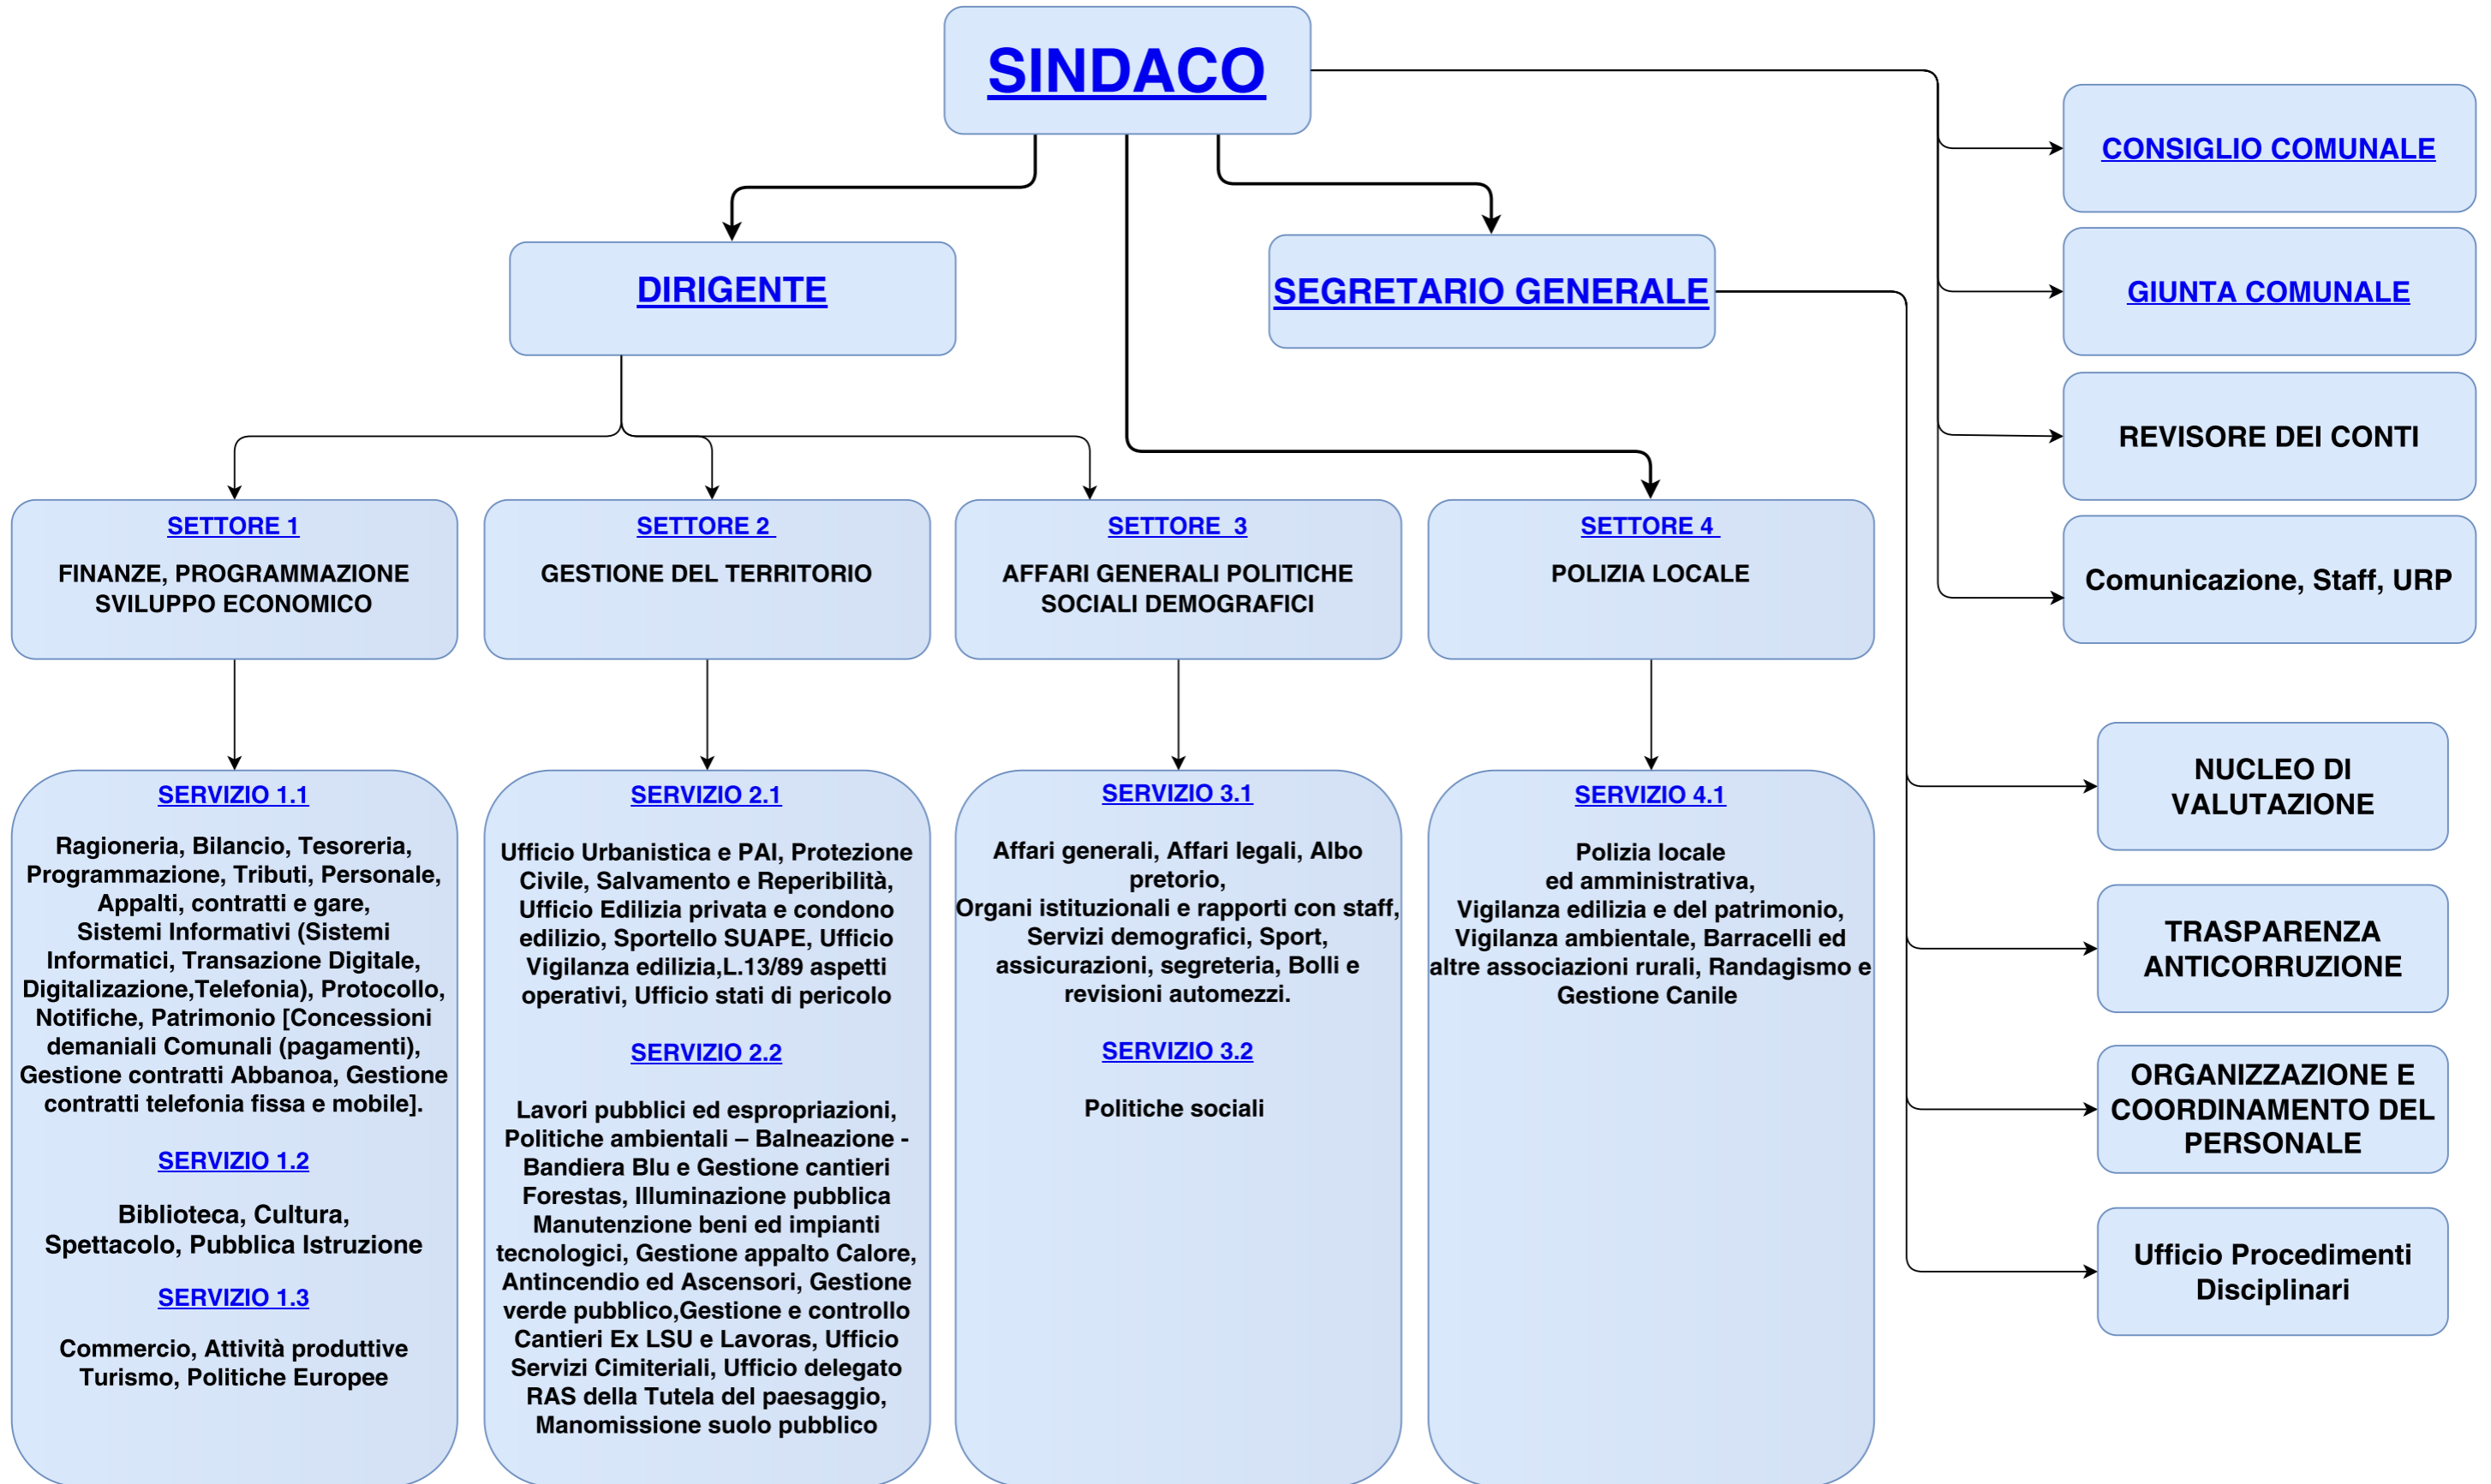 SINDACO
CONSIGLIO COMUNALE
DIRIGENTE
SEGRETARIO GENERALE
GIUNTA COMUNALE
REVISORE DEI CONTI
Comunicazione, Staff, URP
SETTORE 1
FINANZE, PROGRAMMAZIONE
SVILUPPO ECONOMICO
SETTORE 2
GESTIONE DEL TERRITORIO
SETTORE 3
AFFARI GENERALI POLITICHE
SOCIALI DEMOGRAFICI
SETTORE 4
POLIZIA LOCALE
SERVIZIO 1.1
Ragioneria, Bilancio, Tesoreria,
Programmazione, Tributi, Personale,
Appalti, contratti e gare,
Sistemi Informativi (Sistemi
Informatici, Transazione Digitale,
Digitalizzazione,Telefonia), Protocollo,
Notifiche, Patrimonio [Concessioni
demaniali Comunali (pagamenti),
Gestione contratti Abbanoa, Gestione
contratti telefonia fissa e mobile].
SERVIZIO 1.2
Biblioteca, Cultura,
Spettacolo, Pubblica Istruzione
SERVIZIO 1.3
Commercio, Attività produttive
Turismo, Politiche Europee
SERVIZIO 2.1
Ufficio Urbanistica e PAI, Protezione
Civile, Salvamento e Reperibilità,
Ufficio Edilizia privata e condono
edilizio, Sportello SUAPE, Ufficio
Vigilanza edilizia,L.13/89 aspetti
operativi, Ufficio stati di pericolo
SERVIZIO 2.2
Lavori pubblici ed espropriazioni,
Politiche ambientali – Balneazione -
Bandiera Blu e Gestione cantieri
Forestas, Illuminazione pubblica
Manutenzione beni ed impianti
tecnologici, Gestione appalto Calore,
Antincendio ed Ascensori, Gestione
verde pubblico,Gestione e controllo
Cantieri Ex LSU e Lavoras, Ufficio
Servizi Cimiteriali, Ufficio delegato
RAS della Tutela del paesaggio,
Manomissione suolo pubblico
SERVIZIO 3.1
Affari generali, Affari legali, Albo
pretorio,
Organi istituzionali e rapporti con staff,
Servizi demografici, Sport,
assicurazioni, segreteria, Bolli e
revisioni automezzi.
SERVIZIO 3.2
Politiche sociali
SERVIZIO 4.1
Polizia locale
ed amministrativa,
Vigilanza edilizia e del patrimonio,
Vigilanza ambientale, Barracelli ed
altre associazioni rurali, Randagismo e
Gestione Canile
NUCLEO DI
VALUTAZIONE
TRASPARENZA
ANTICORRUZIONE
ORGANIZZAZIONE E
COORDINAMENTO DEL
PERSONALE
Ufficio Procedimenti
Disciplinari